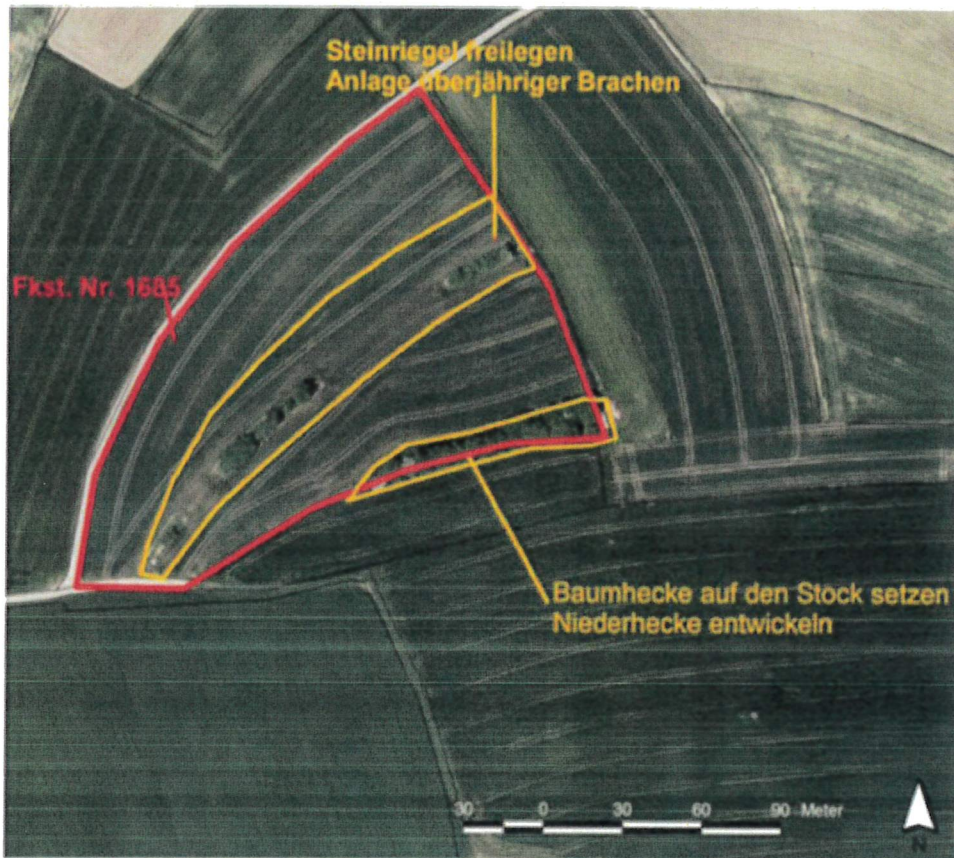 Steinriegel freilegen
Anlage überjähriger Brachen
Fkst. Nr. 1685
Baumhecke auf den Stock setzen
Niederhecke entwickeln
30 0 30 60 90 Meter
N